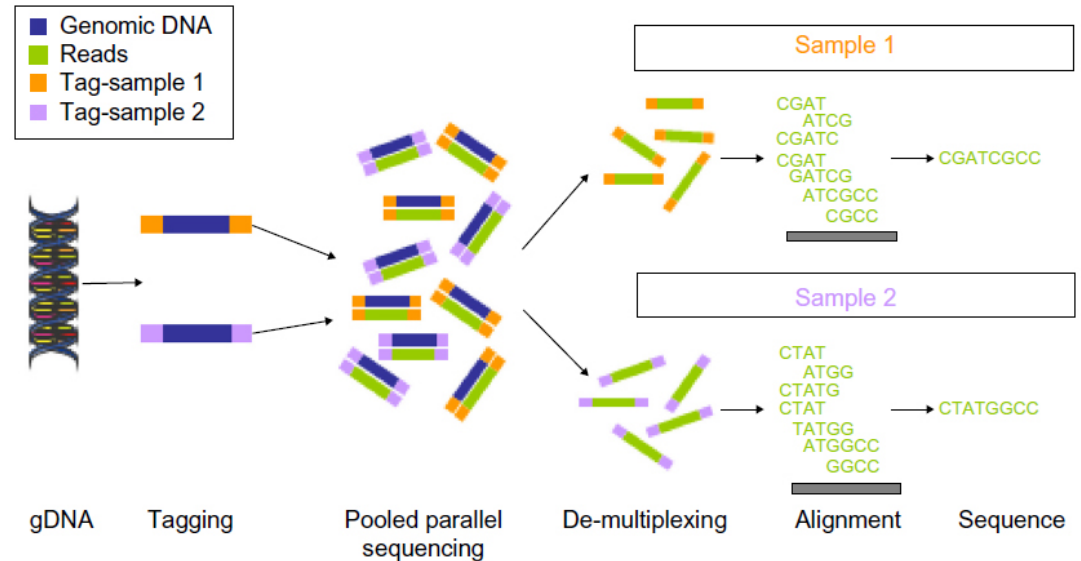 Genomic DNA
Reads
Tag-sample 1
Tag-sample 2
Sample 1
CGAT
ATCG
CGATC
CGAT
GATCG
ATCGCC
CGCC
CGATCGCC
Sample 2
CTAT
ATGG
CTATG
CTAT
TATGG
ATGGCC
GGCC
CTATGGCC
gDNA
Tagging
Pooled parallel
sequencing
De-multiplexing
Alignment
Sequence